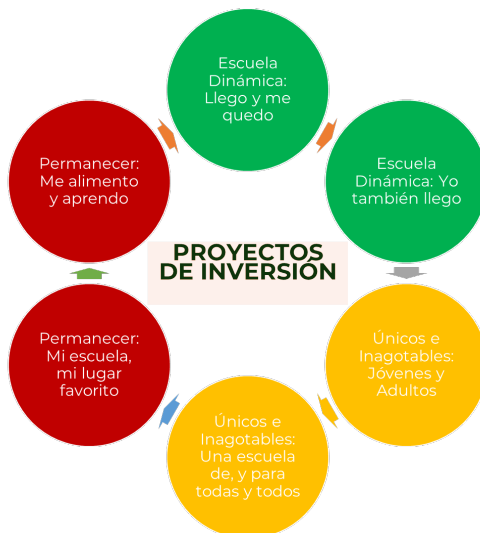 Escuela
Dinámica:
Llego y me
quedo
Escuela
Dinámica: Yo
también llego
Únicos e
Inagotables:
Jóvenes y
Adultos
Únicos e
Inagotables:
Una escuela
de, y para
todas y todos
Permanecer:
Mi escuela,
mi lugar
favorito
Permanecer:
Me alimento
y aprendo
PROYECTOS
DE INVERSIÓN